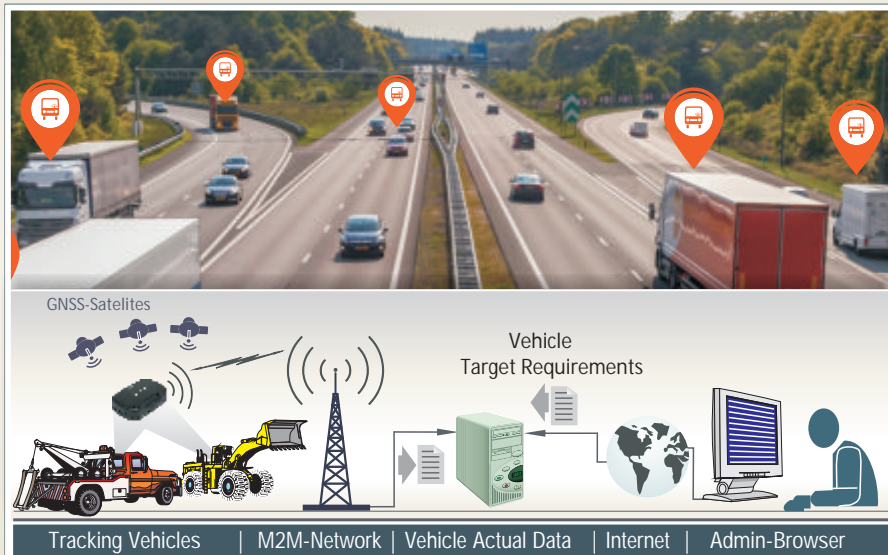 GNSS-Satelites
Vehicle
Target Requirements
Tracking Vehicles | M2M-Network | Vehicle Actual Data | Internet | Admin-Browser